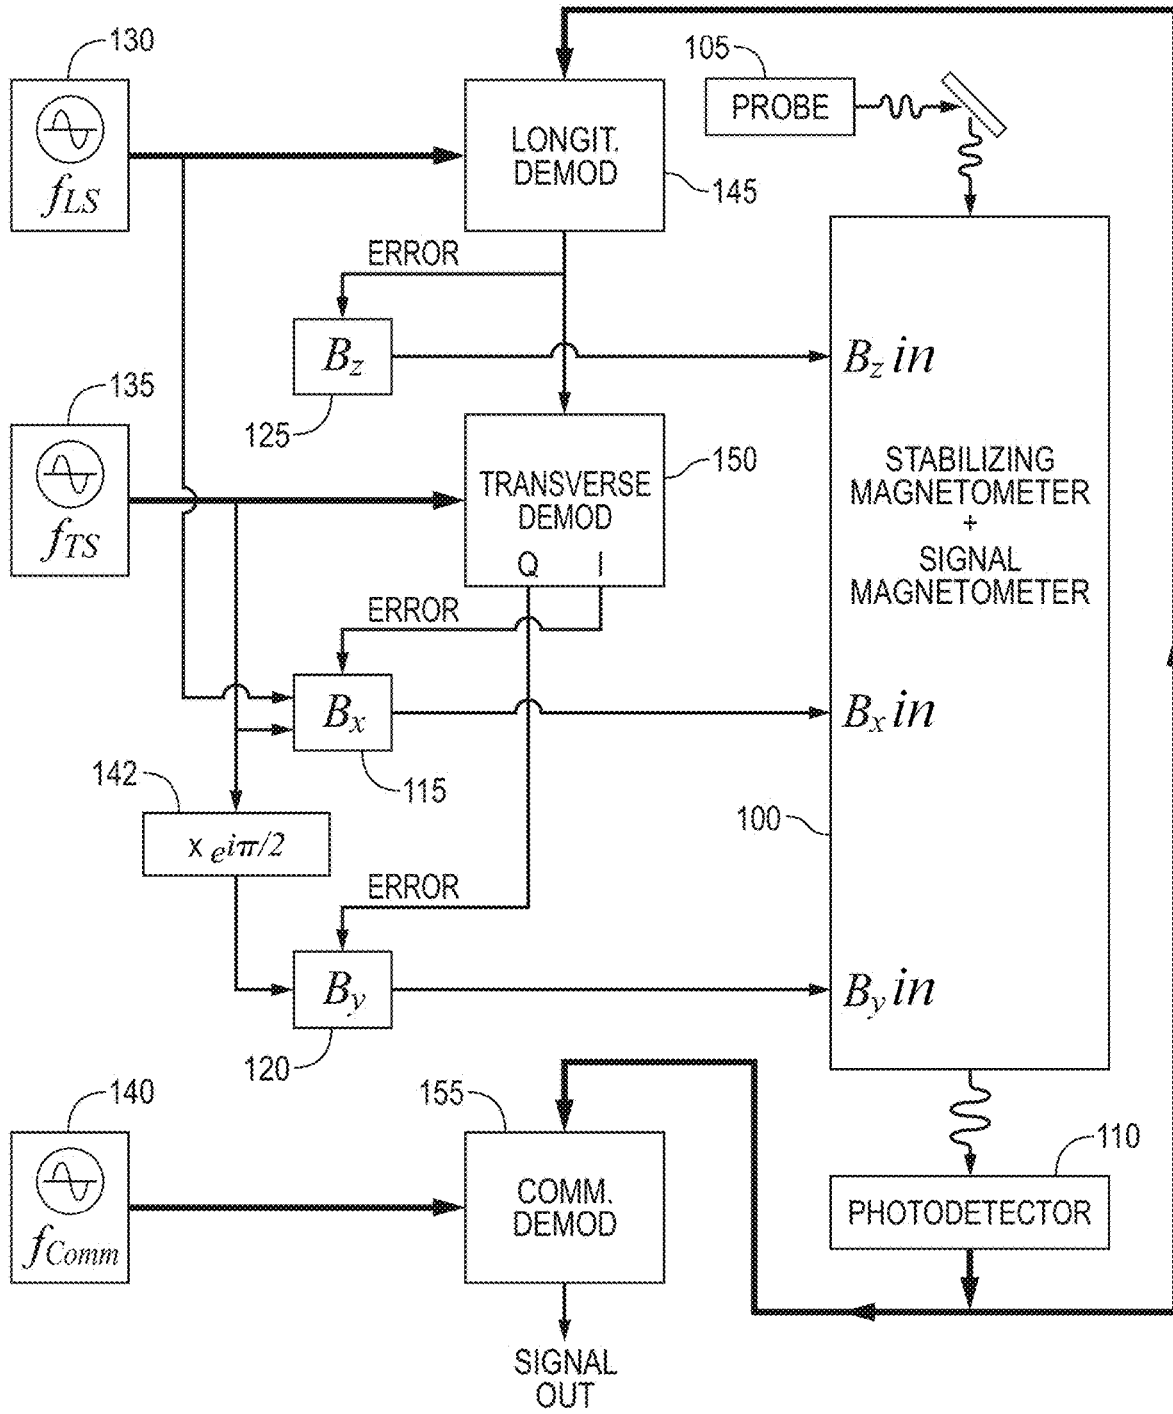 130
f_LS
LONGIT.
DEMOD
145
105
PROBE
ERROR
B_z
125
B_z in
135
f_TS
TRANSVERSE
DEMOD
Q I
150
STABILIZING
MAGNETOMETER
+
SIGNAL
MAGNETOMETER
ERROR
B_x
115
B_x in
142
x e^iπ/2
100
ERROR
B_y
120
B_y in
140
f_Comm
155
COMM.
DEMOD
110
PHOTODETECTOR
SIGNAL
OUT